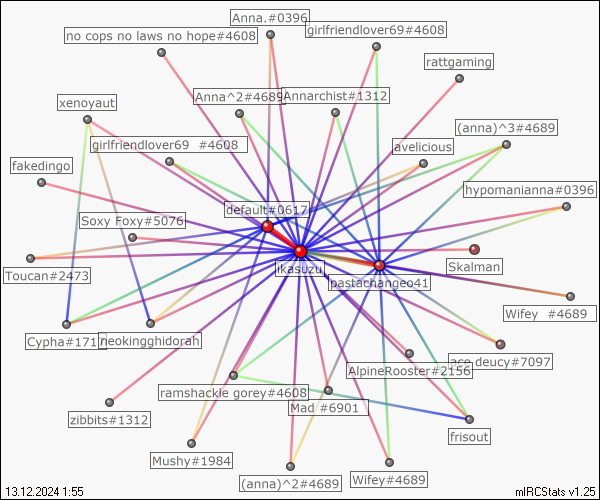 Anna.#0396
girlfriendlover69#4608
no cops no laws no hope#4608
rattgaming
Anna^2#4689
Annarchist#1312
xenoyaut
(anna)^3#4689
girlfriendlover69 #4608
avelicious
fakedingo
hypomanianna#0396
default#0617
Soxy Foxy#5076
ikasuzu
Skalman
Toucan#2473
pastachangeo41
Wifey #4689
neokingghidorah
ace deucy#7097
AlpineRooster#2156
ramshackle gorey#4608
Mad #6901
zibbits#1312
frisout
Mushy#1984
(anna)^2#4689
Wifey#4689
13.12.2024 1:55
mIRCStats v1.25